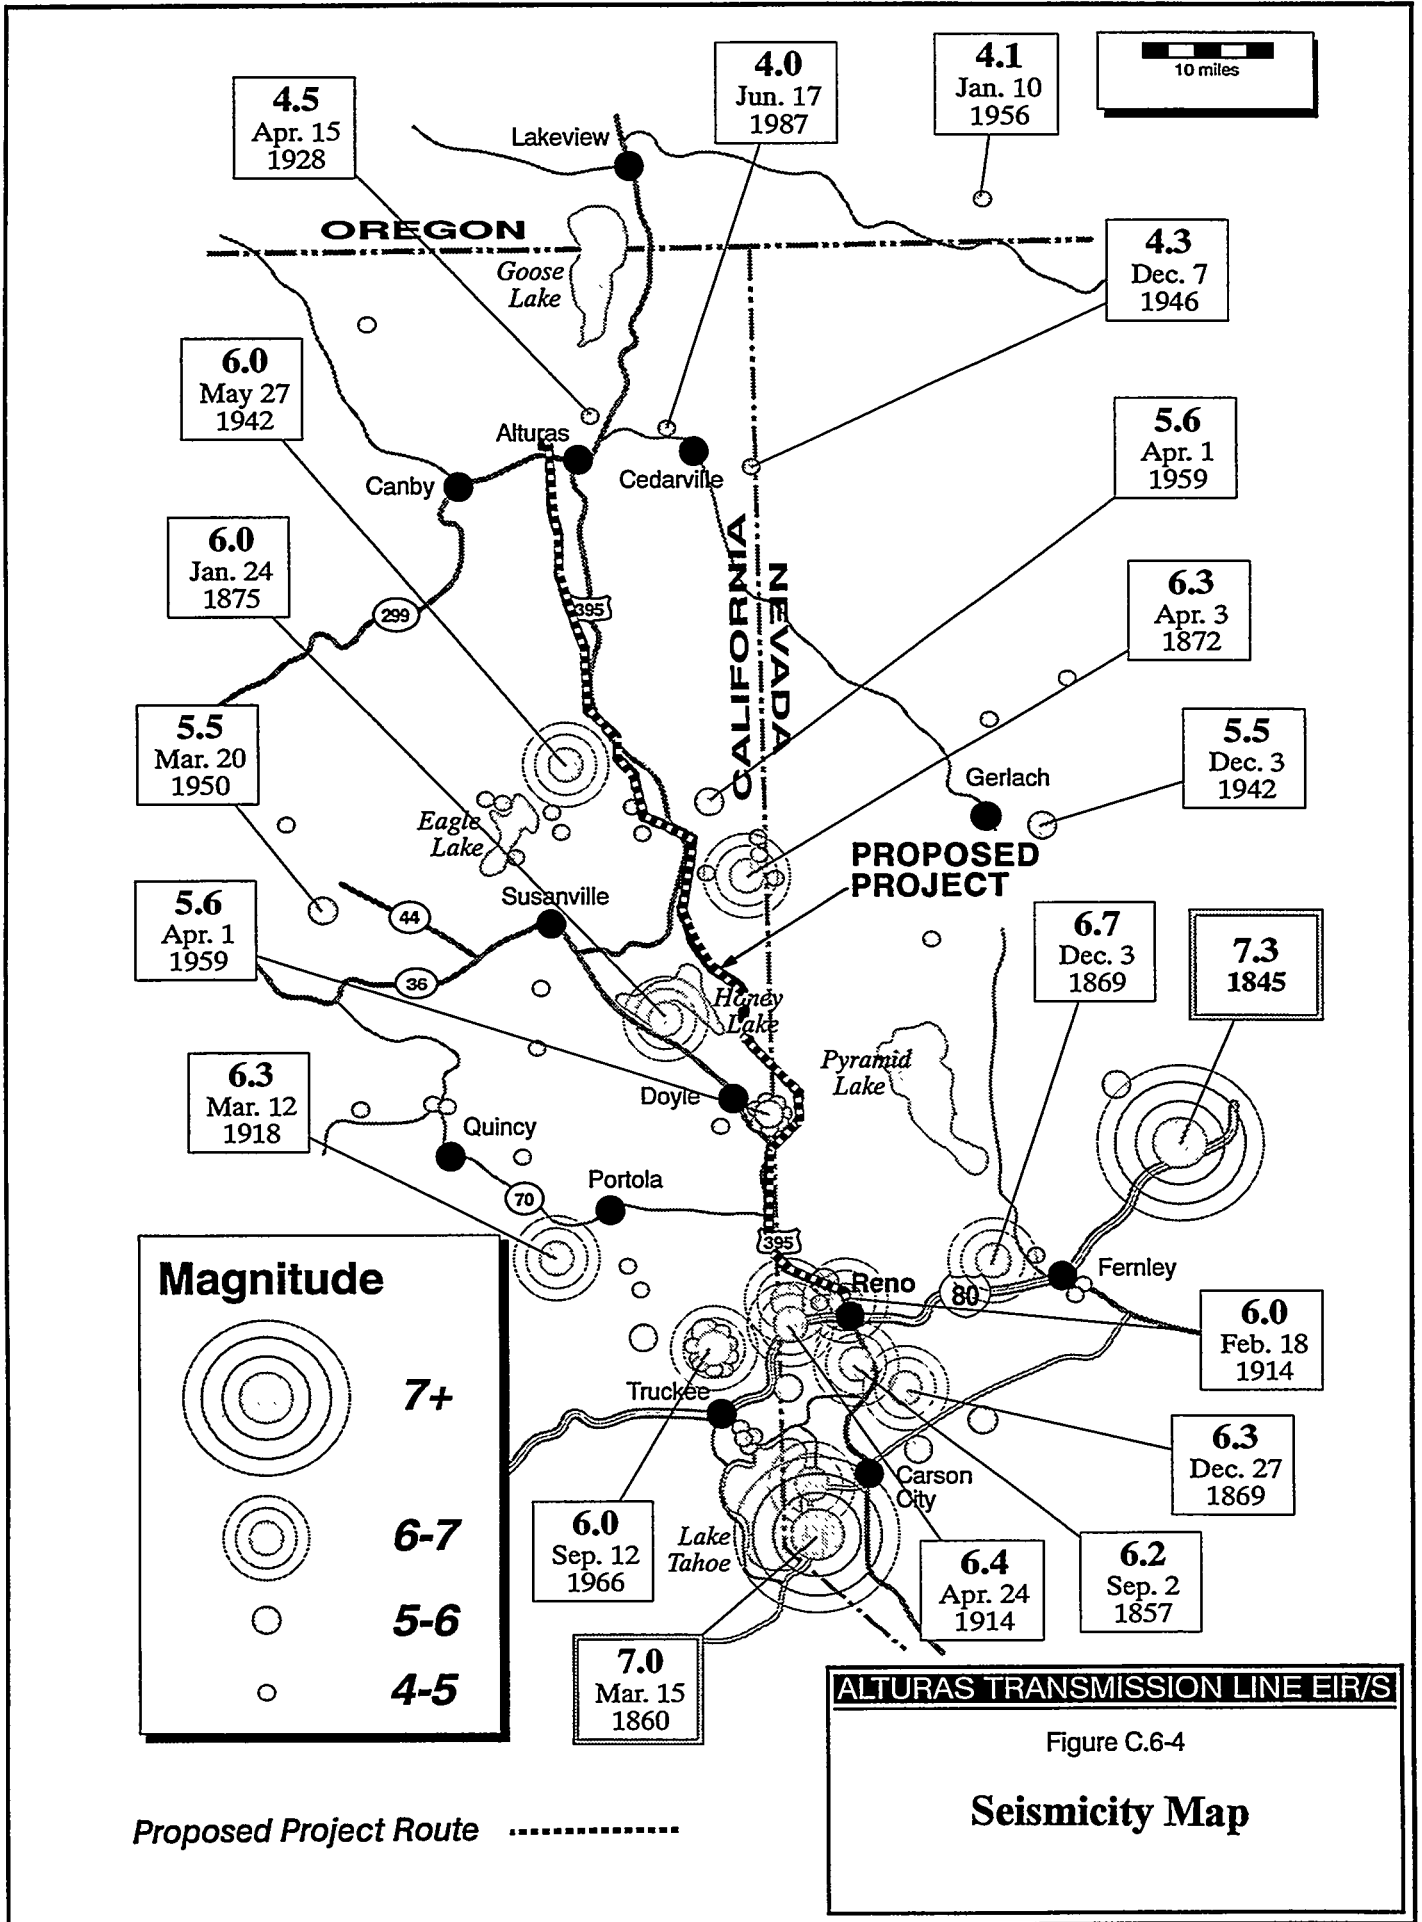 10 miles
4.5
Apr. 15
1928
4.0
Jun. 17
1987
4.1
Jan. 10
1956
Lakeview
OREGON
Goose
Lake
4.3
Dec. 7
1946
6.0
May 27
1942
Alturas
Canby
Cedarville
5.6
Apr. 1
1959
6.0
Jan. 24
1875
299
395
CALIFORNIA
NEVADA
6.3
Apr. 3
1872
5.5
Mar. 20
1950
5.5
Dec. 3
1942
Gerlach
Eagle
Lake
PROPOSED
PROJECT
Susanville
44
36
5.6
Apr. 1
1959
6.7
Dec. 3
1869
7.3
1845
Honey
Lake
Pyramid
Lake
6.3
Mar. 12
1918
Doyle
Quincy
70
Portola
395
Reno
80
Fernley
6.0
Feb. 18
1914
Truckee
6.3
Dec. 27
1869
Carson
City
6.0
Sep. 12
1966
Lake
Tahoe
6.4
Apr. 24
1914
6.2
Sep. 2
1857
7.0
Mar. 15
1860
Magnitude
7+
6-7
5-6
4-5
Proposed Project Route
ALTURAS TRANSMISSION LINE EIR/S
Figure C.6-4
Seismicity Map